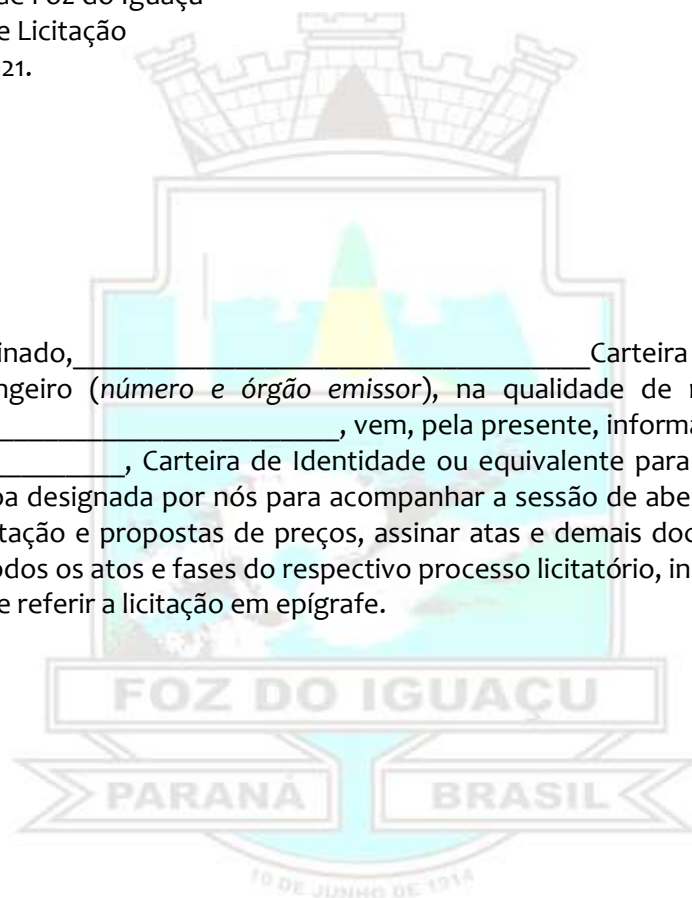 de Foz do Iguaçu
e Licitação
21.
inado,___________________________________Carteira
ngeiro (número e órgão emissor), na qualidade de
_______________________, vem, pela presente, inform
_________, Carteira de Identidade ou equivalente para
oa designada por nós para acompanhar a sessão de abe
tação e propostas de preços, assinar atas e demais doc
odos os atos e fases do respectivo processo licitatório, in
e referir a licitação em epígrafe.
FOZ DO IGUAÇU
PARANÁ BRASIL
10 DE JUNHO DE 1914